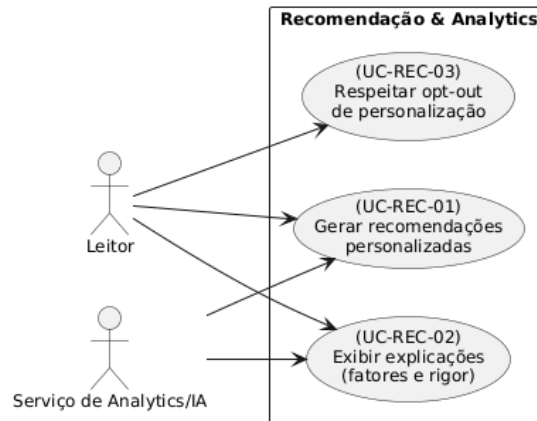 Recomendação & Analytics
(UC-REC-03)
Respeitar opt-out
de personalização
(UC-REC-01)
Gerar recomendações
personalizadas
Leitor
(UC-REC-02)
Exibir explicações
(fatores e rigor)
Serviço de Analytics/IA